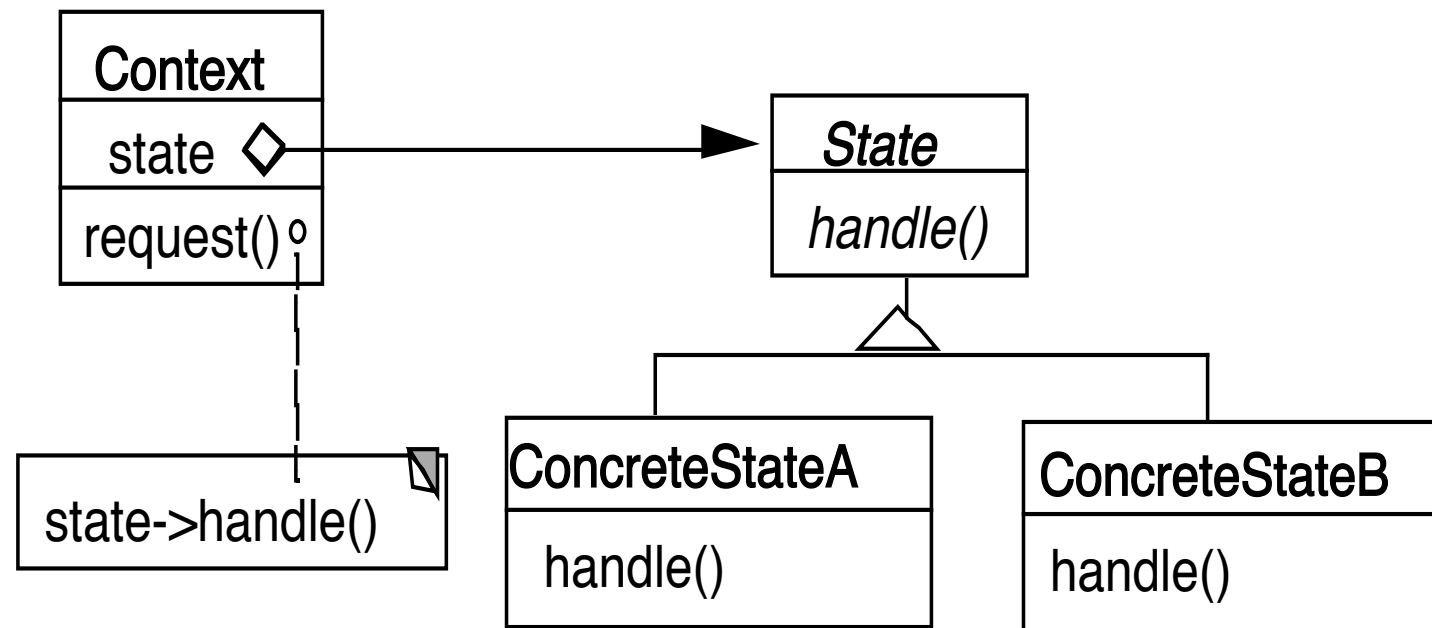 Context
state
request()
State
handle()
state->handle()
ConcreteStateA
handle()
ConcreteStateB
handle()